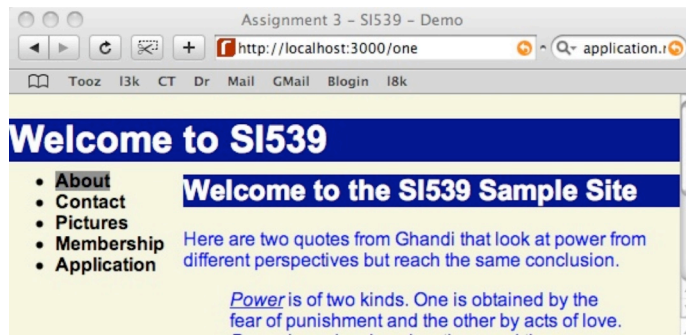 Assignment 3 – SI539 – Demo
http://localhost:3000/one
application.r
Tooz I3k CT Dr Mail GMail Blogin I8k
Welcome to SI539
About
Contact
Pictures
Membership
Application
Welcome to the SI539 Sample Site
Here are two quotes from Ghandi that look at power from
different perspectives but reach the same conclusion.
Power is of two kinds. One is obtained by the
fear of punishment and the other by acts of love.